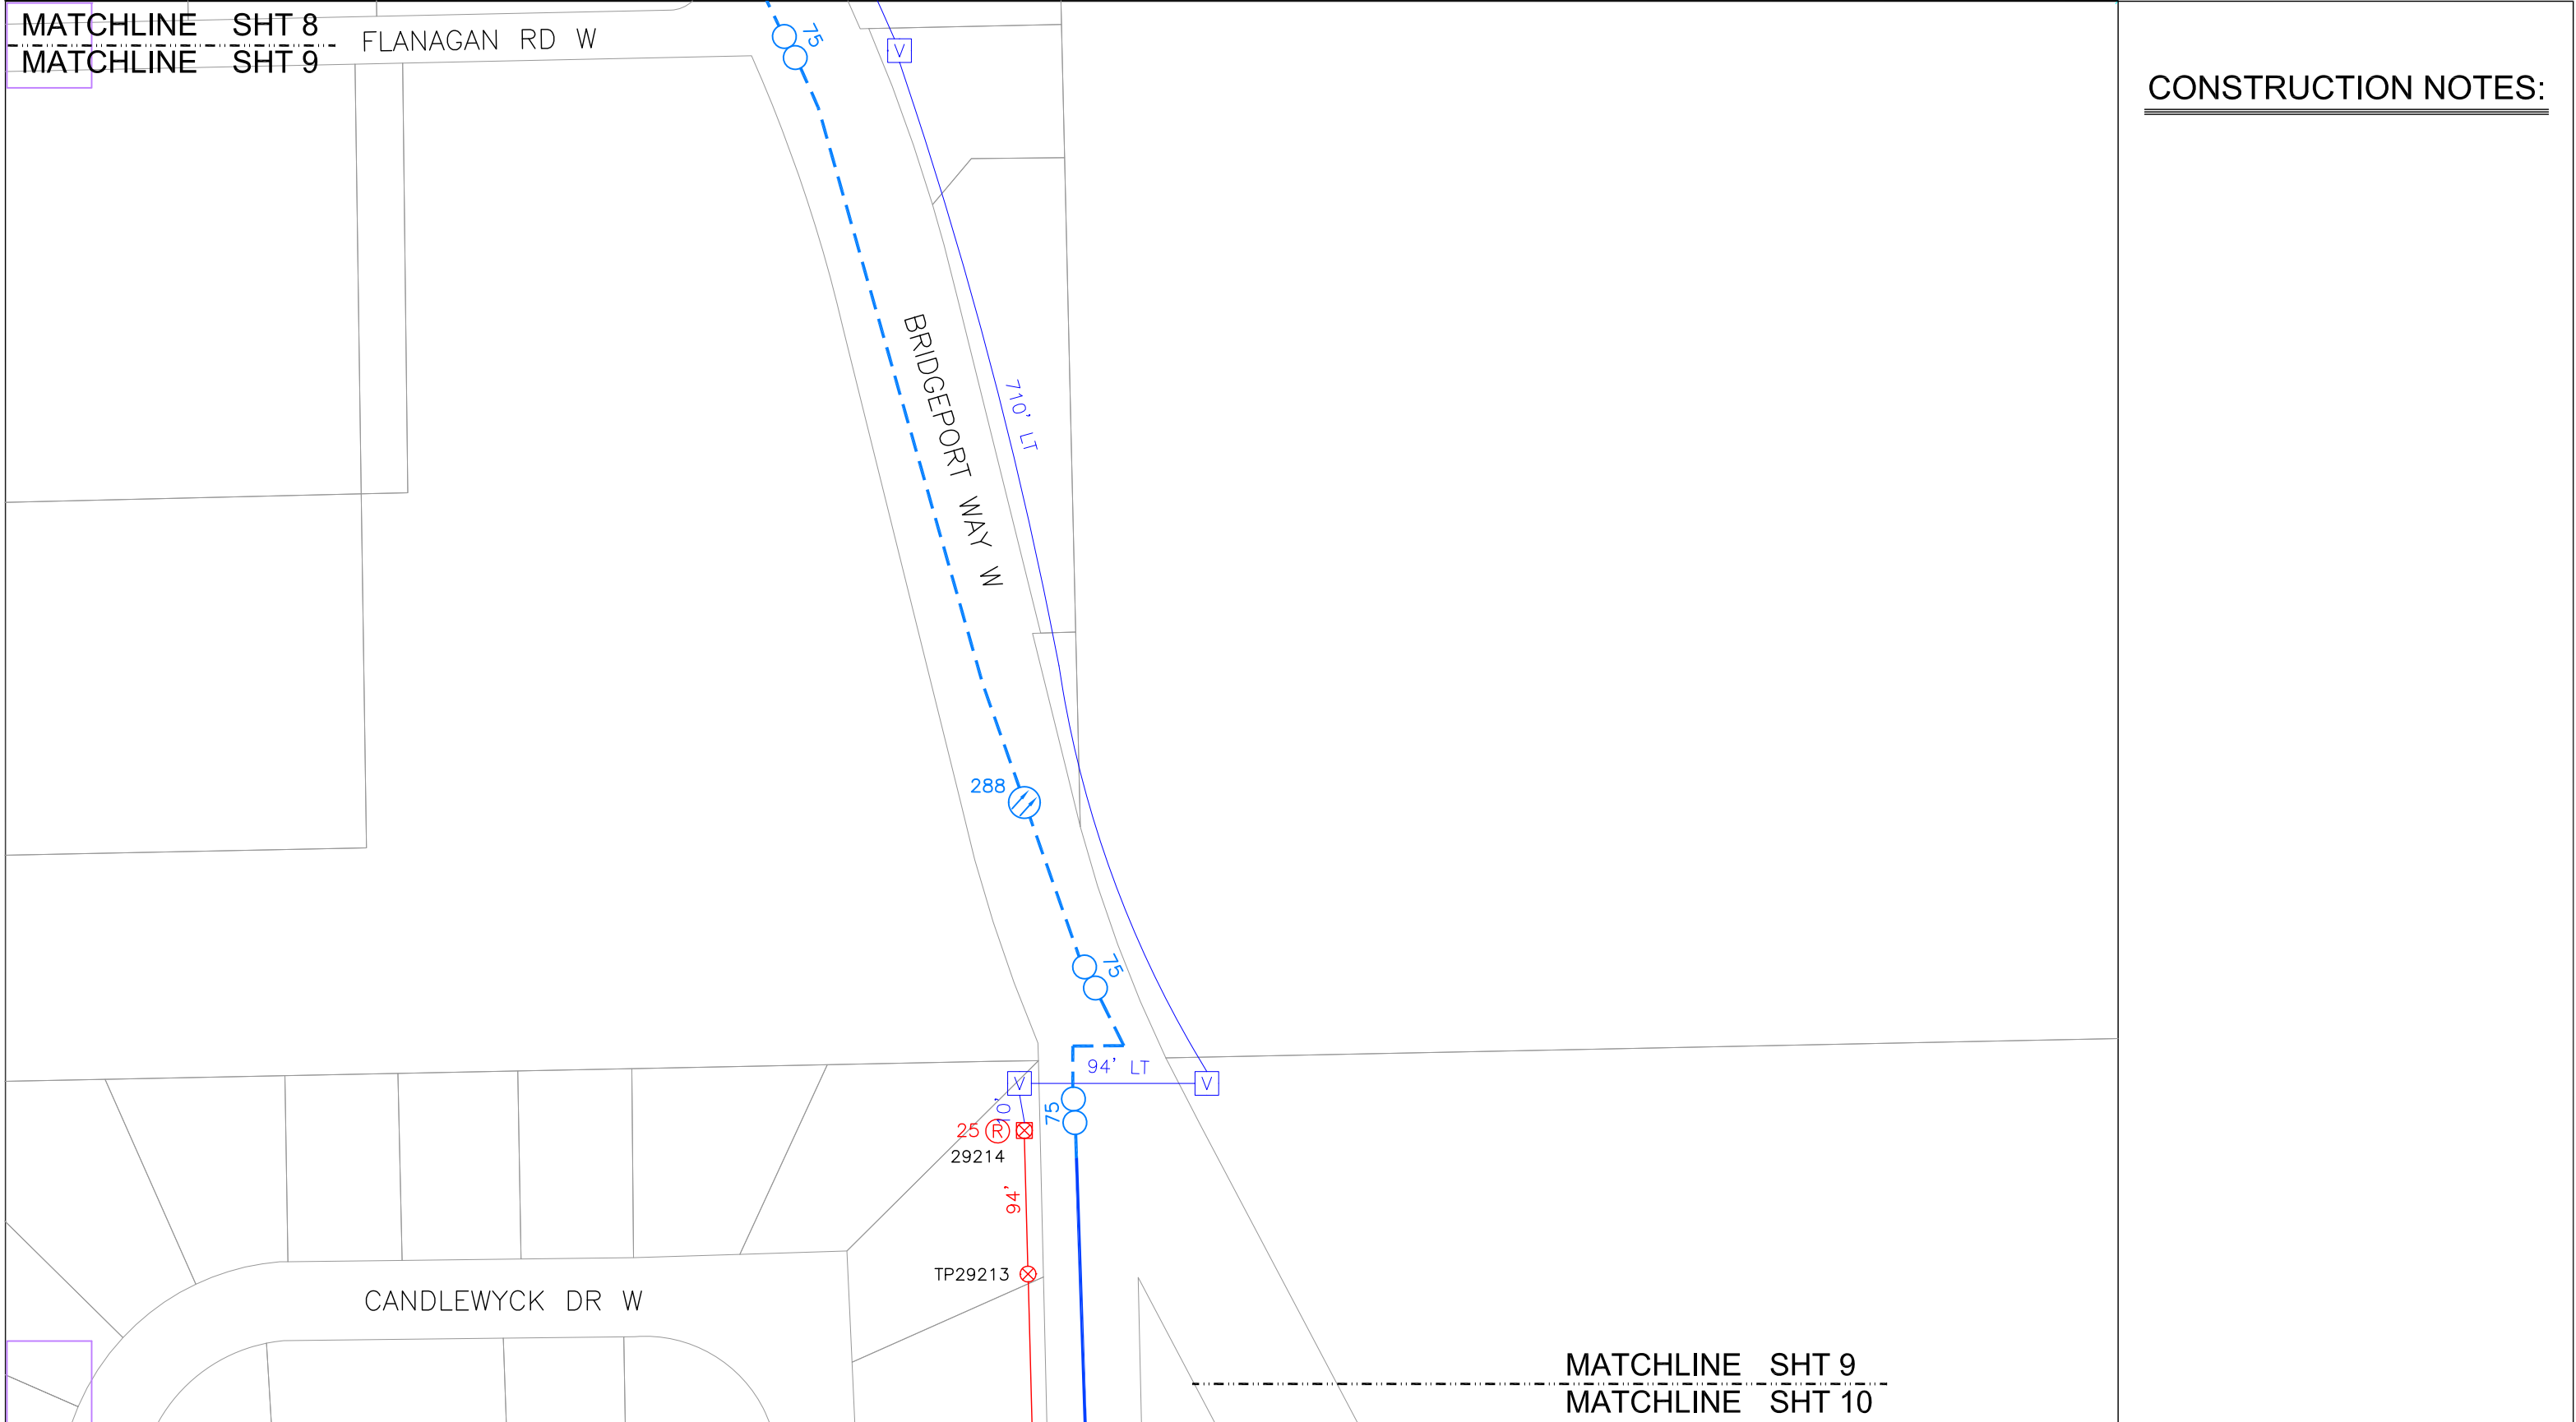 MATCHLINE SHT 8
MATCHLINE SHT 9
FLANAGAN RD W
75
V
CONSTRUCTION NOTES:
BRIDGEPORT WAY W
710' LT
288
75
94' LT
V
V
10'
75
25 R
29214
94'
TP29213
CANDLEWYCK DR W
MATCHLINE SHT 9
MATCHLINE SHT 10